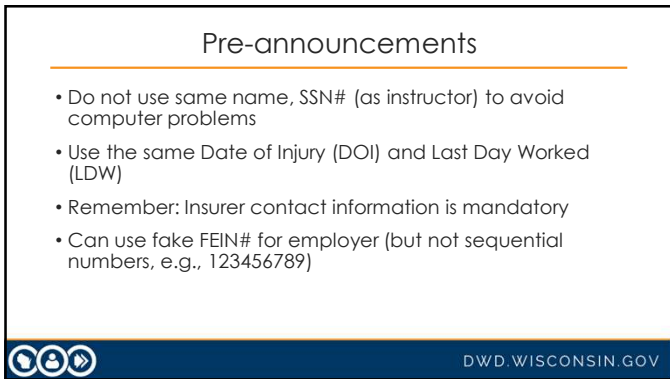 Pre-announcements
• Do not use same name, SSN# (as instructor) to avoid
computer problems
• Use the same Date of Injury (DOI) and Last Day Worked
(LDW)
• Remember: Insurer contact information is mandatory
• Can use fake FEIN# for employer (but not sequential
numbers, e.g., 123456789)
DWD.WISCONSIN.GOV